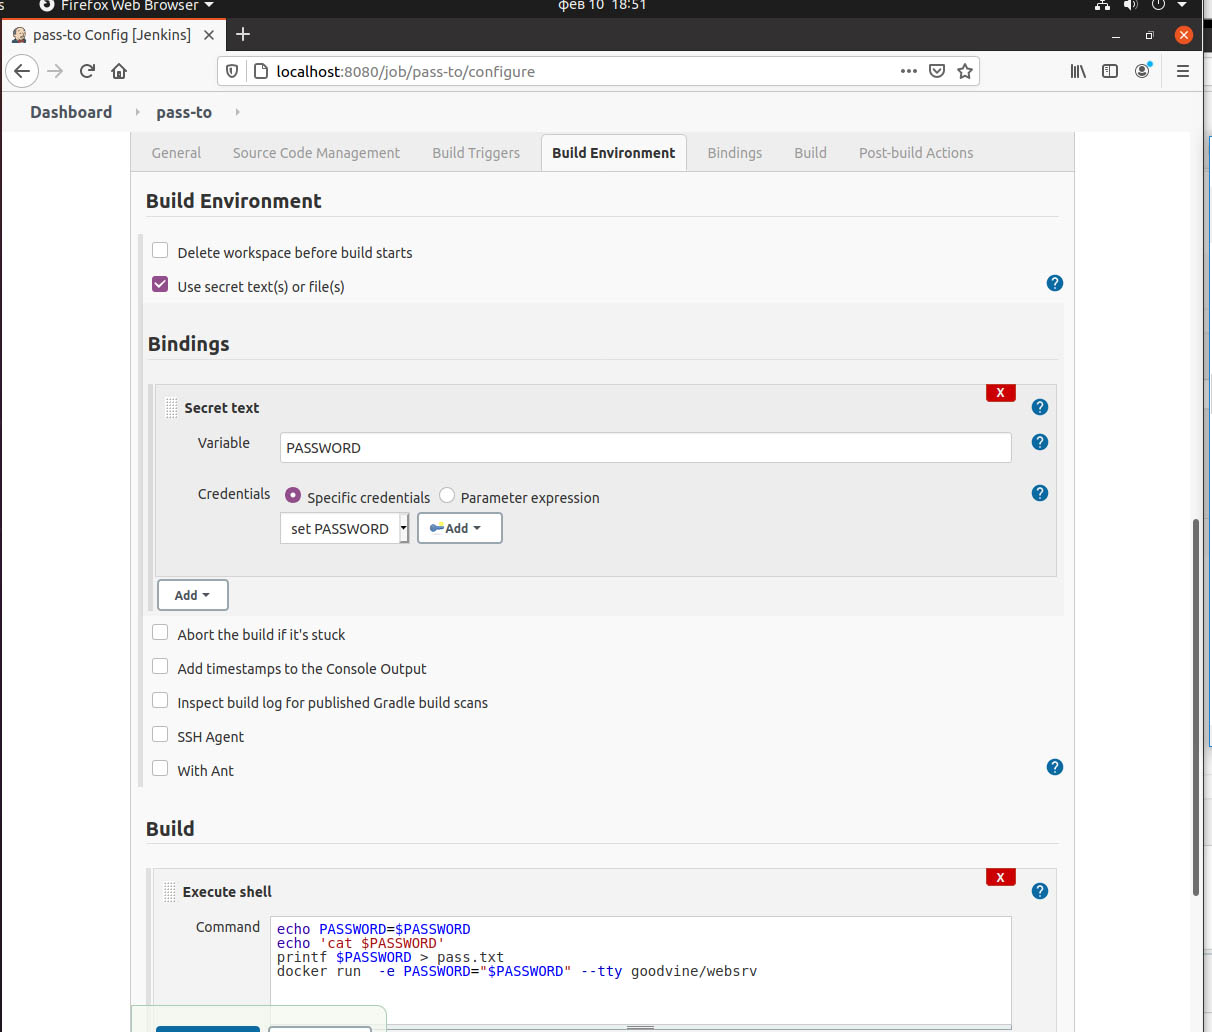 Firefox Web Browser
фев 10 18:51
pass-to Config [Jenkins]
localhost:8080/job/pass-to/configure
Dashboard pass-to
General Source Code Management Build Triggers Build Environment Bindings Build Post-build Actions
Build Environment
Delete workspace before build starts
Use secret text(s) or file(s)
?
Bindings
X
Secret text
?
Variable PASSWORD
?
Credentials Specific credentials Parameter expression
?
set PASSWORD Add
Add
Abort the build if it's stuck
Add timestamps to the Console Output
Inspect build log for published Gradle build scans
SSH Agent
With Ant
?
Build
X
Execute shell
?
Command echo PASSWORD=$PASSWORD
echo 'cat $PASSWORD'
printf $PASSWORD > pass.txt
docker run  -e PASSWORD="$PASSWORD" --tty goodvine/websrv